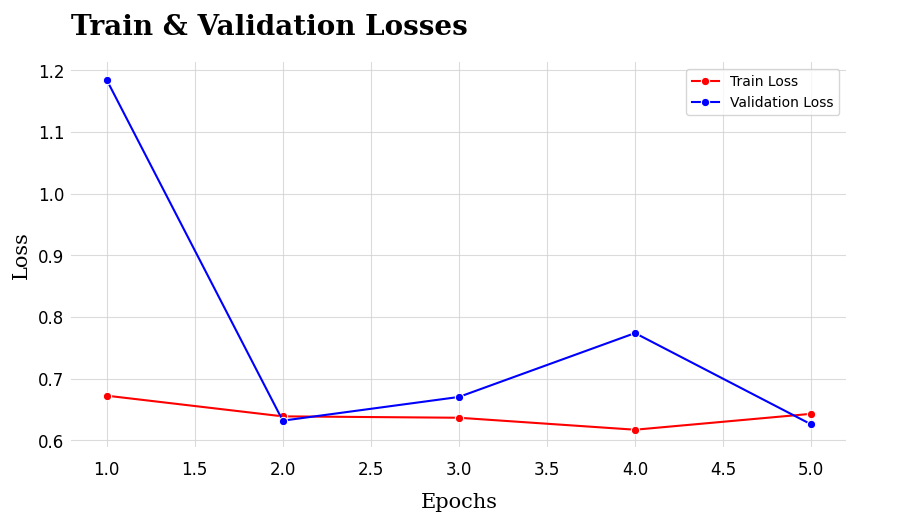 Train & Validation Losses
Train Loss
Validation Loss
Loss
1.2
1.1
1.0
0.9
0.8
0.7
0.6
1.0 1.5 2.0 2.5 3.0 3.5 4.0 4.5 5.0
Epochs